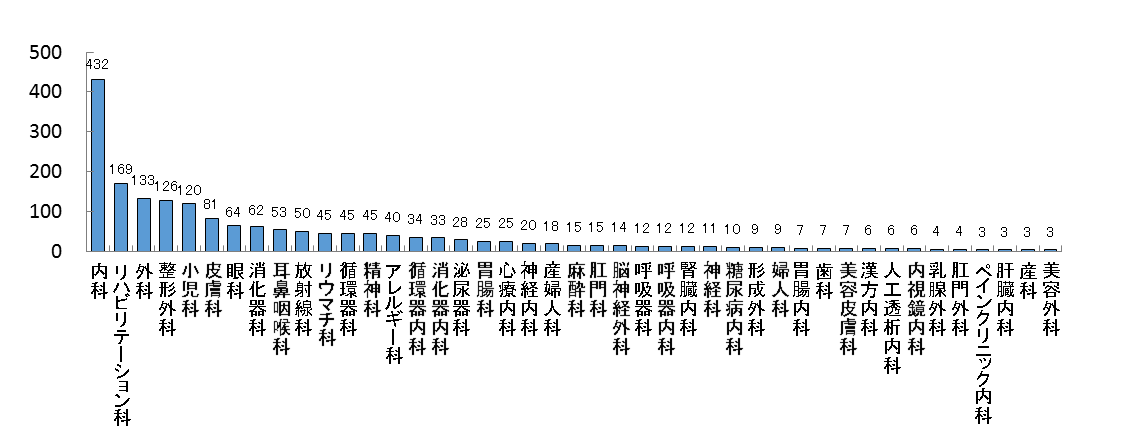 500
400
300
200
100
0
432
169
133
126
120
81
64
62
53
50
45
45
45
40
34
33
28
25
25
20
18
15
15
14
12
12
12
11
10
9
9
7
7
7
6
6
6
4
4
3
3
3
3
内科
リハビリテーション科
外科
整形外科
小児科
皮膚科
眼科
消化器科
耳鼻咽喉科
放射線科
リウマチ科
循環器科
精神科
アレルギー科
循環器内科
消化器内科
泌尿器科
胃腸科
心療内科
神経内科
産婦人科
麻酔科
肛門科
脳神経外科
呼吸器科
呼吸器内科
腎臓内科
神経科
糖尿病内科
形成外科
婦人科
胃腸内科
歯科
美容皮膚科
漢方内科
人工透析内科
内視鏡内科
乳腺外科
肛門外科
ペインクリニック内科
肝臓内科
産科
美容外科